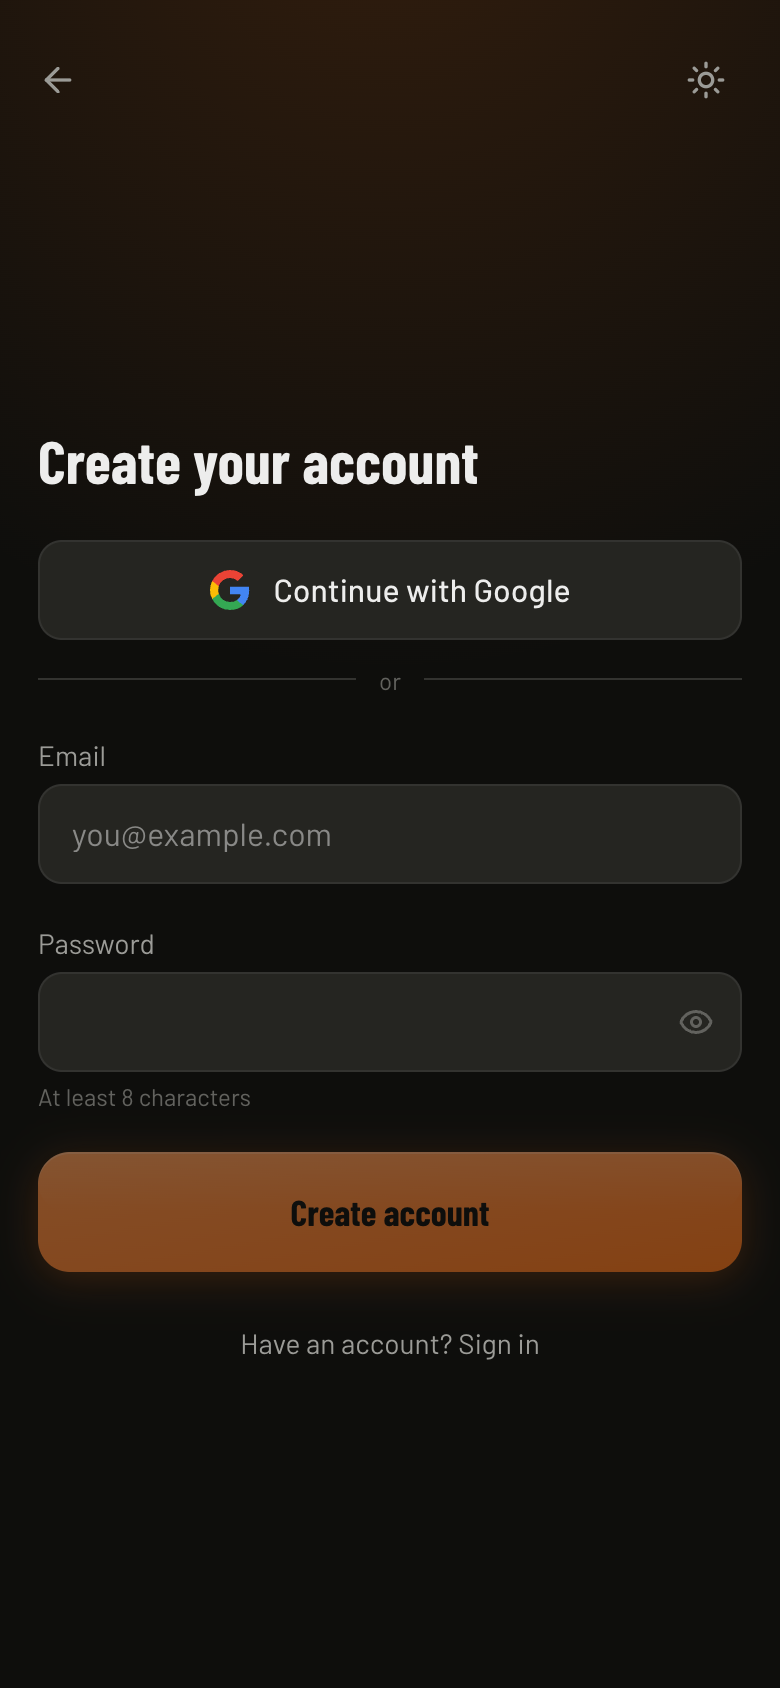 Create your account
Continue with Google
or
Email
you@example.com
Password
At least 8 characters
Create account
Have an account? Sign in